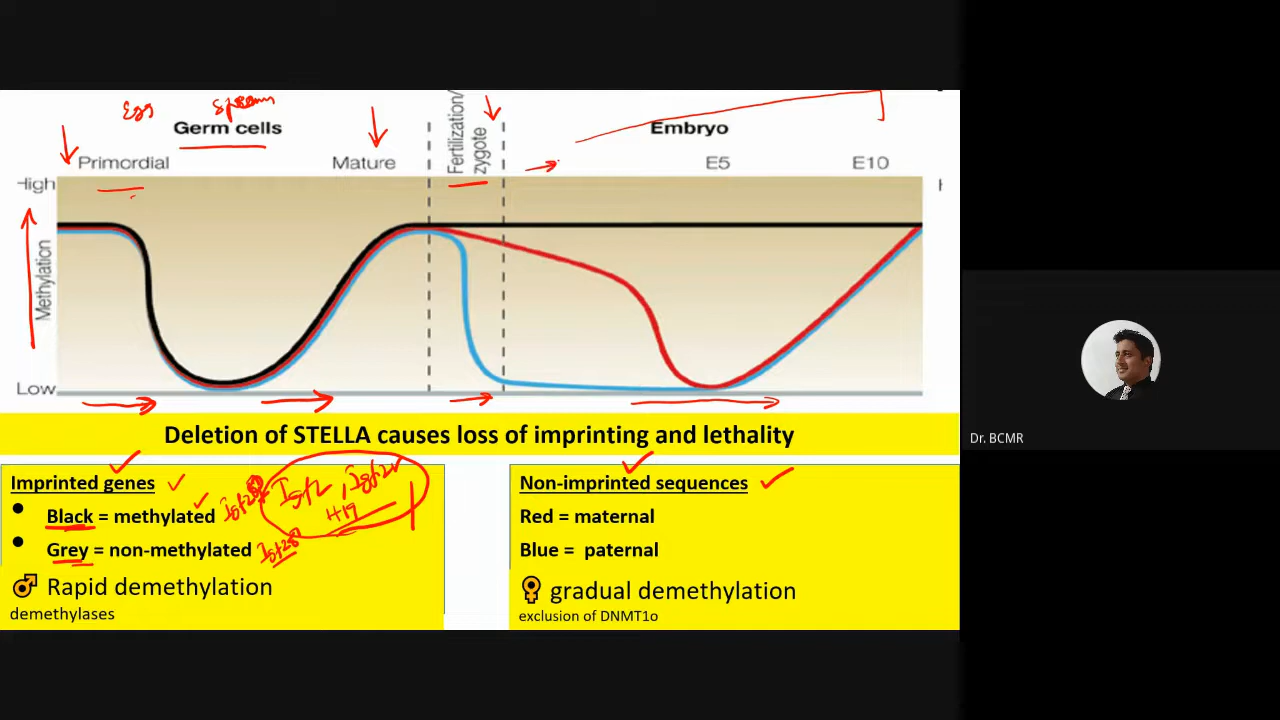 Egg Sperm
Germ cells
Primordial
Mature
Fertilization/
zygote
Embryo
E5
E10
High
H
Methylation
Low
Deletion of STELLA causes loss of imprinting and lethality
Imprinted genes
Black = methylated
Grey = non-methylated
Igf2, Igf2r
H19
♂ Rapid demethylation
demethylases
Non-imprinted sequences
Red = maternal
Blue = paternal
♀ gradual demethylation
exclusion of DNMT1o
Dr. BCMR